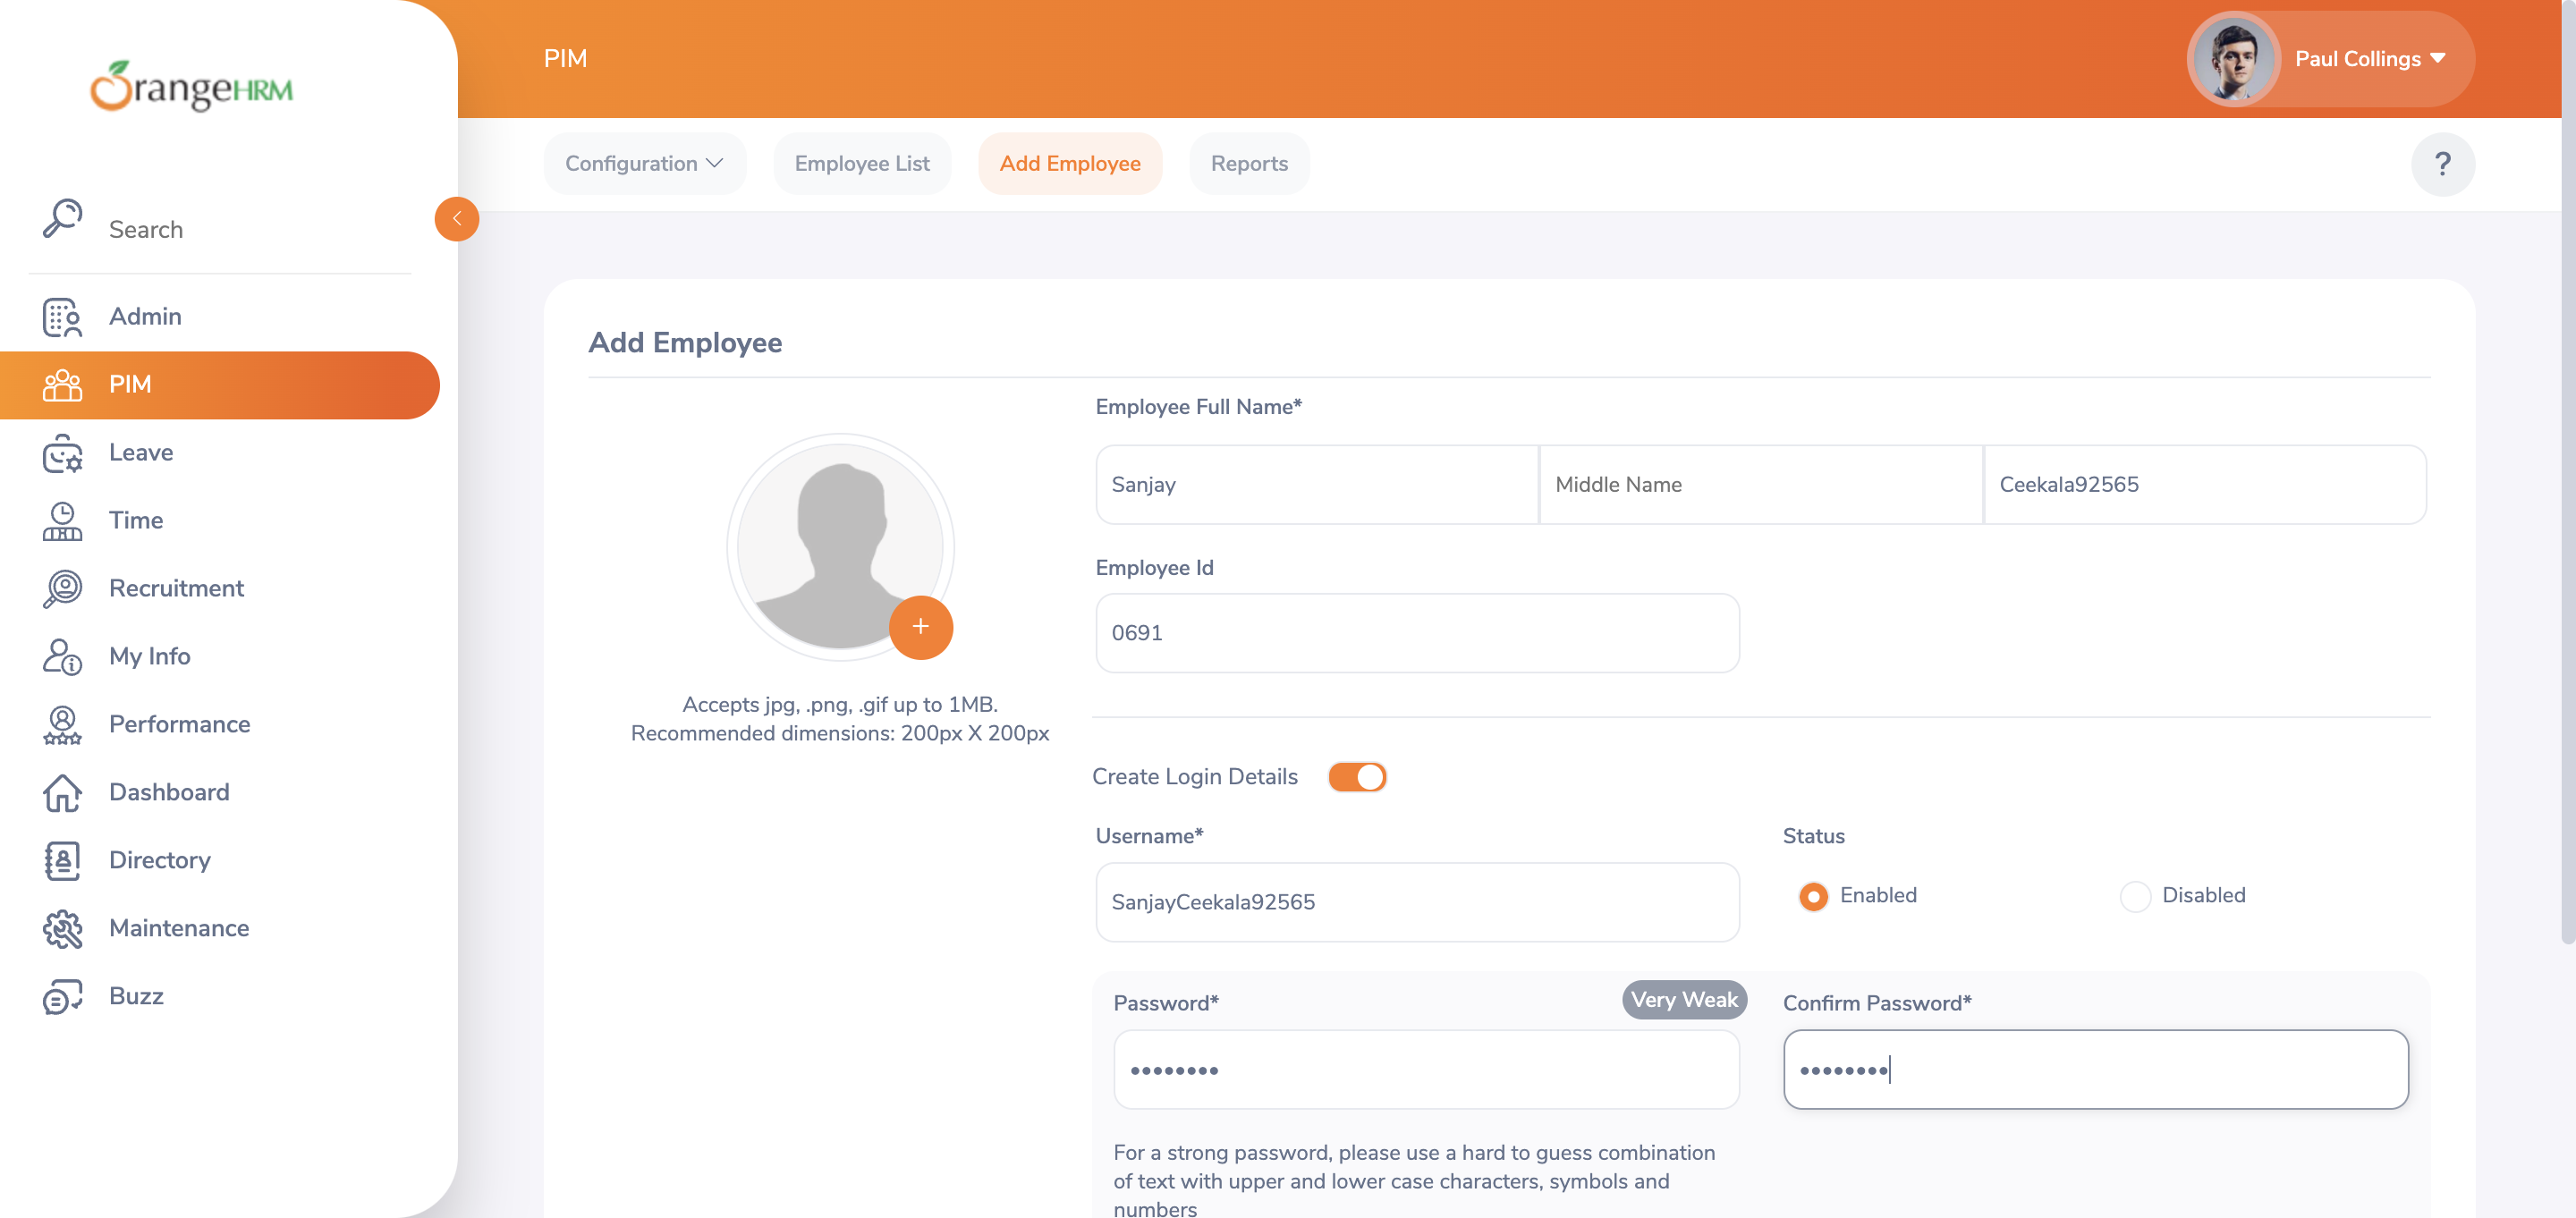 OrangeHRM
PIM
Paul Collings
Configuration
Employee List
Add Employee
Reports
?
Search
Admin
PIM
Leave
Time
Recruitment
My Info
Performance
Dashboard
Directory
Maintenance
Buzz
Add Employee
Accepts jpg, .png, .gif up to 1MB.
Recommended dimensions: 200px X 200px
Employee Full Name*
Sanjay
Middle Name
Ceekala92565
Employee Id
0691
Create Login Details
Username*
SanjayCeekala92565
Status
Enabled
Disabled
Password*
Very Weak
Confirm Password*
For a strong password, please use a hard to guess combination
of text with upper and lower case characters, symbols and
numbers